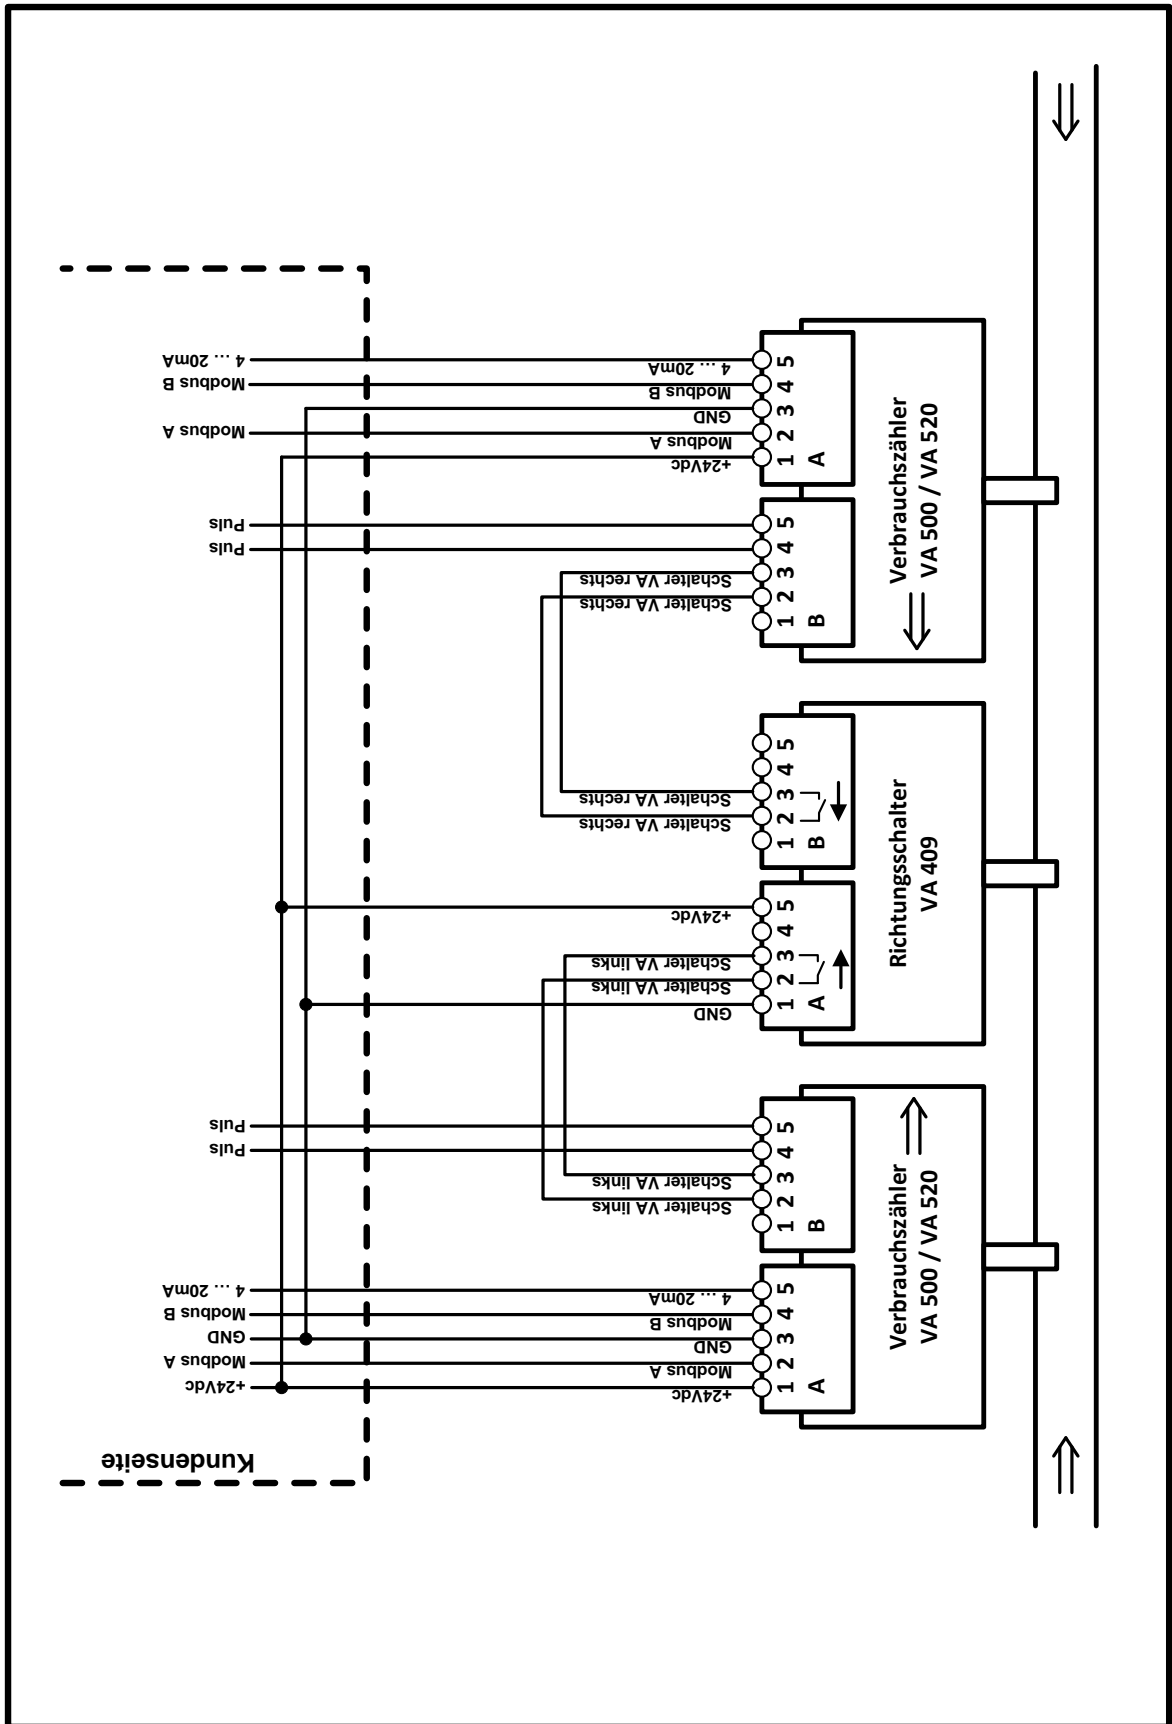 Kundenseite
+24Vdc
Modbus A
GND
Modbus B
4 ... 20mA
Puls
Puls
Puls
Puls
Modbus A
Modbus B
4 ... 20mA
+24Vdc
Modbus A
GND
Modbus B
4 ... 20mA
Schalter VA links
Schalter VA links
GND
Schalter VA links
Schalter VA links
+24Vdc
Schalter VA rechts
Schalter VA rechts
Schalter VA rechts
Schalter VA rechts
+24Vdc
Modbus A
GND
Modbus B
4 ... 20mA
1 2 3 4 5
A
1 2 3 4 5
B
1 2 3 4 5
A
1 2 3 4 5
B
1 2 3 4 5
B
1 2 3 4 5
A
Verbrauchszähler
VA 500 / VA 520
Richtungsschalter
VA 409
Verbrauchszähler
VA 500 / VA 520